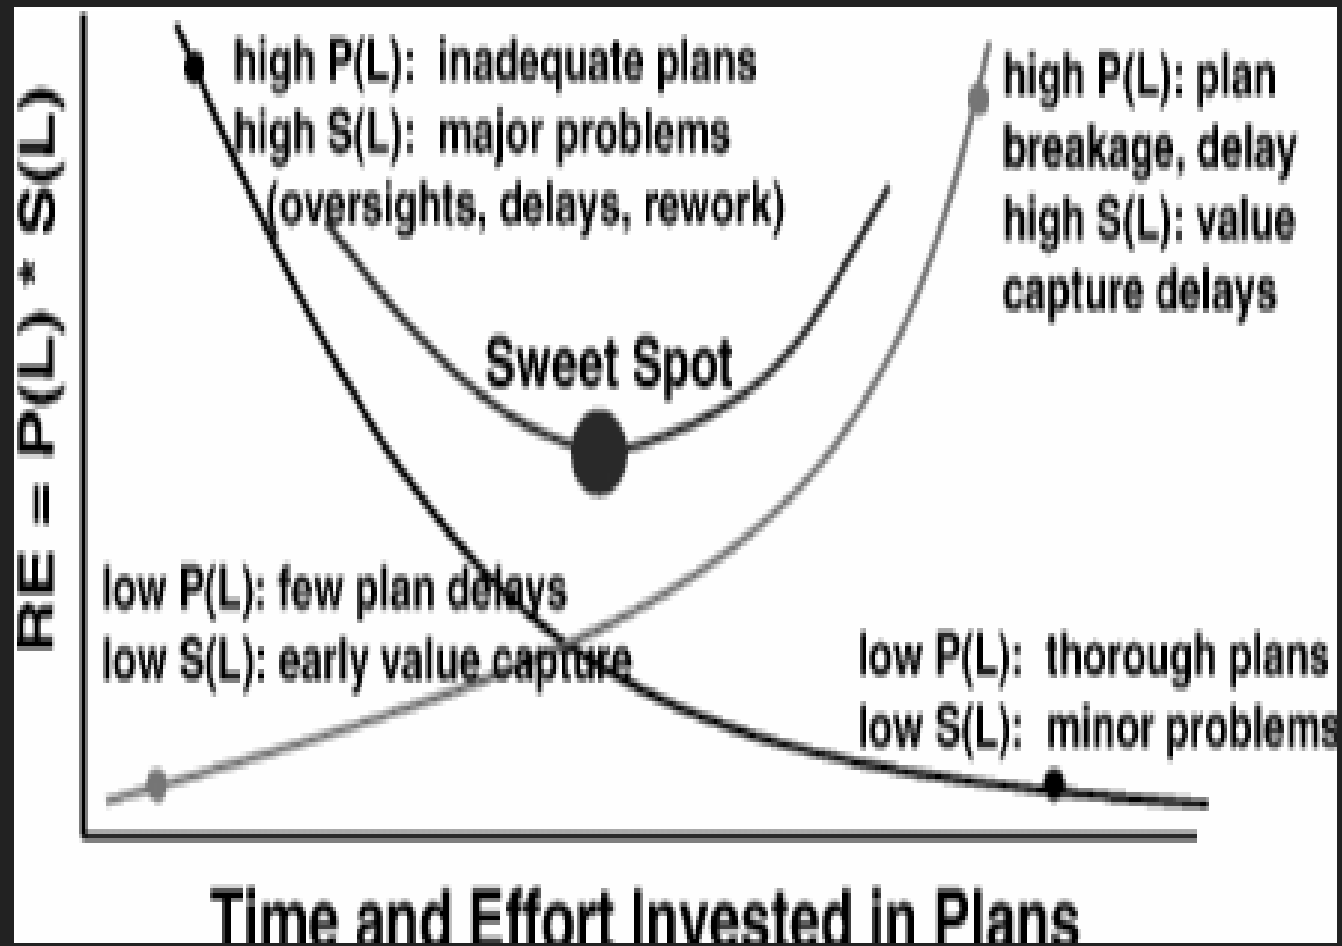 RE = P(L) * S(L)
high P(L): inadequate plans
high S(L): major problems
(oversights, delays, rework)
high P(L): plan
breakage, delay
high S(L): value
capture delays
Sweet Spot
low P(L): few plan delays
low S(L): early value capture
low P(L): thorough plans
low S(L): minor problems
Time and Effort Invested in Plans